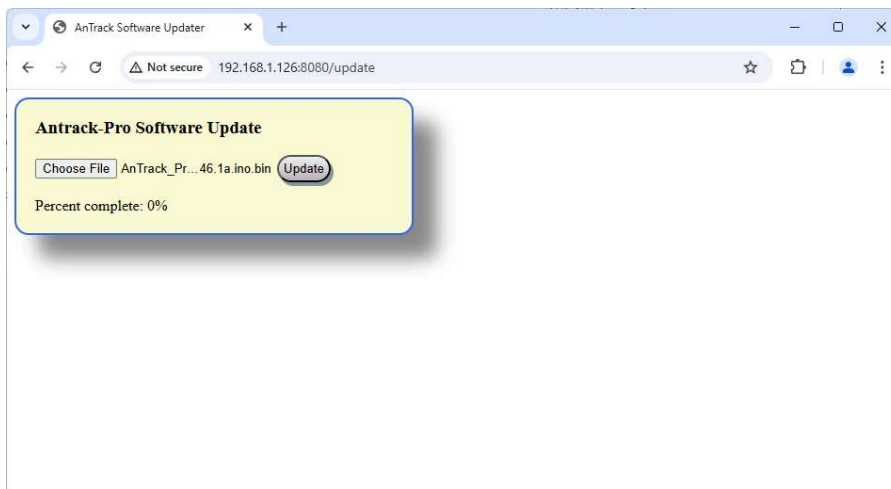 AnTrack Software Updater
Not secure 192.168.1.126:8080/update
Antrack-Pro Software Update
Choose File AnTrack_Pr...46.1a.ino.bin Update
Percent complete: 0%